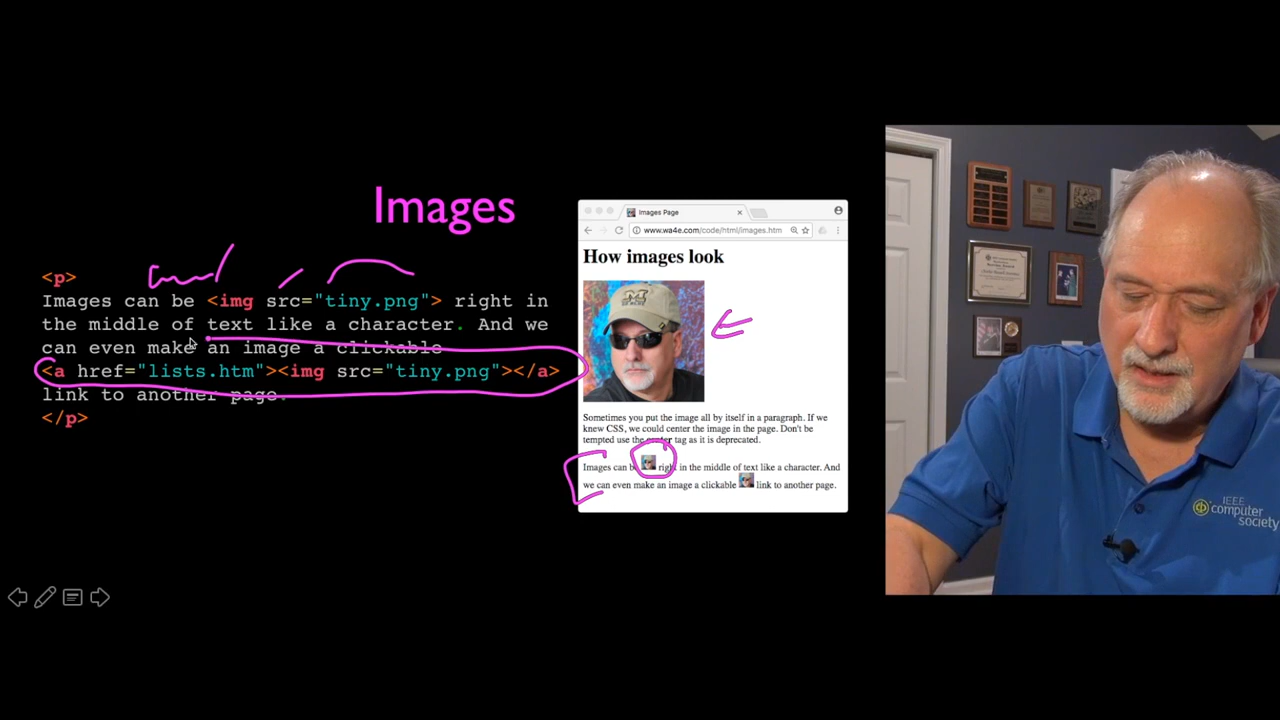 Images
<p>
Images can be <img src="tiny.png"> right in
the middle of text like a character. And we
can even make an image a clickable
<a href="lists.htm"><img src="tiny.png"></a>
link to another page.
</p>
Images Page
www.wa4e.com/code/html/images.htm
How images look
Sometimes you put the image all by itself in a paragraph. If we
knew CSS, we could center the image in the page. Don't be
tempted use the center tag as it is deprecated.
Images can be right in the middle of text like a character. And
we can even make an image a clickable link to another page.
IEEE
computer
society